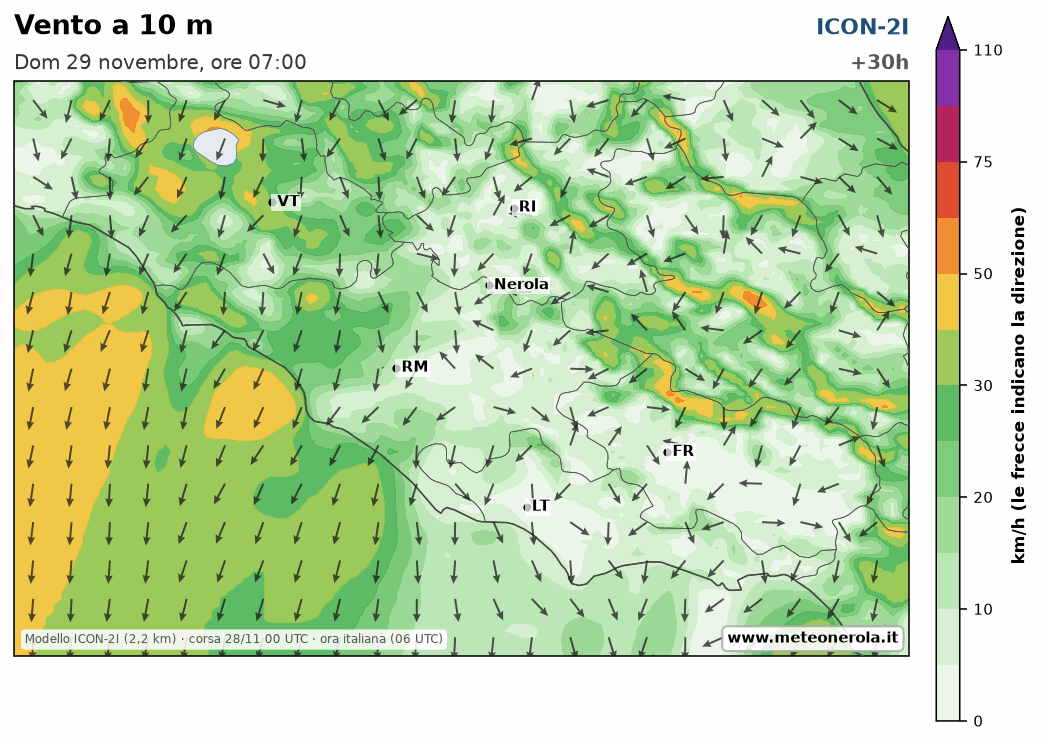 Vento a 10 m
ICON-2I
Dom 29 novembre, ore 07:00
+30h
VT
RI
Nerola
RM
FR
LT
Modello ICON-2I (2,2 km) · corsa 28/11 00 UTC · ora italiana (06 UTC)
www.meteonerola.it
110
75
50
30
20
10
0
km/h (le frecce indicano la direzione)